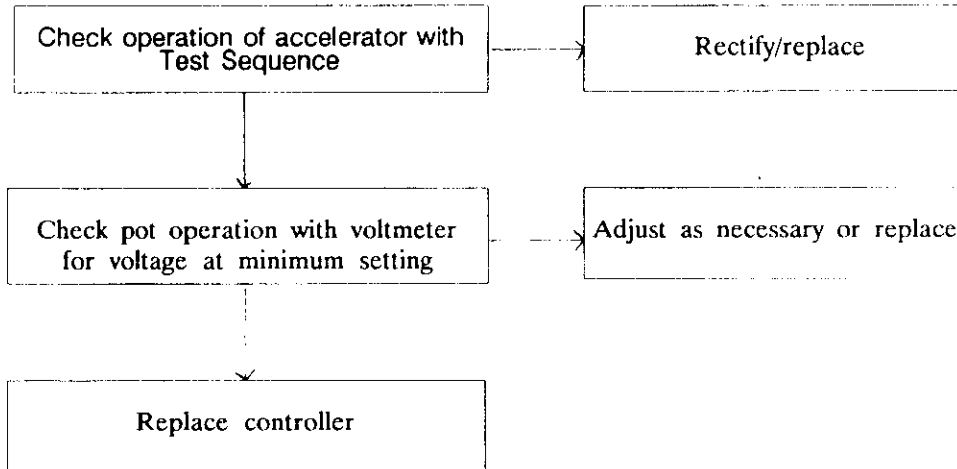 Check operation of accelerator with
Test Sequence
Rectify/replace
Check pot operation with voltmeter
for voltage at minimum setting
Adjust as necessary or replace
Replace controller